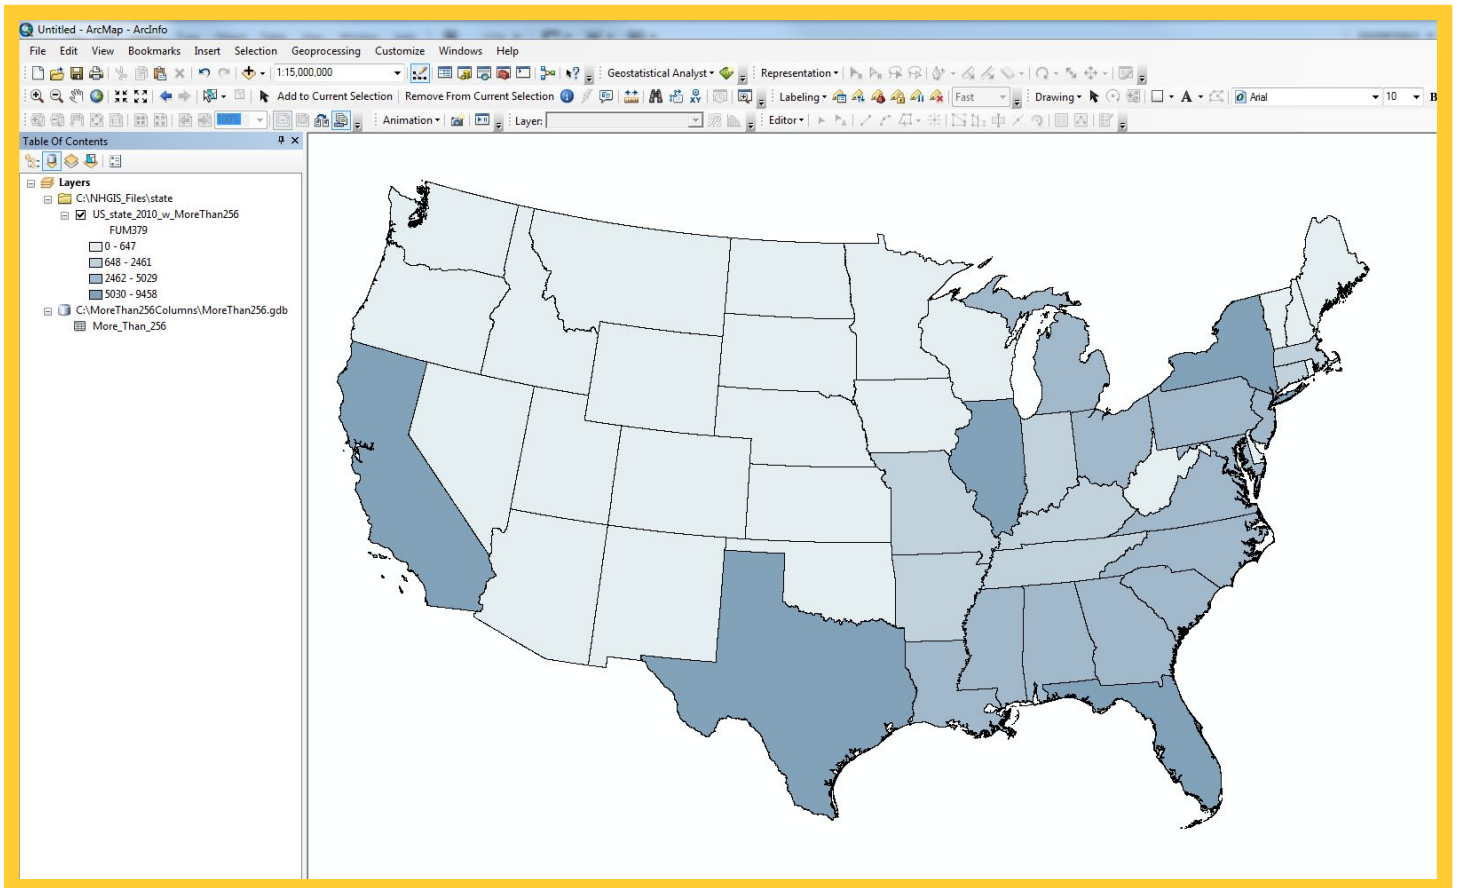 Untitled - ArcMap - ArcInfo
File Edit View Bookmarks Insert Selection Geoprocessing Customize Windows Help
1:15,000,000 Geostatistical Analyst Representation
Add to Current Selection Remove From Current Selection Labeling Fast Drawing A Arial 10 B
100% Animation Layer: Editor
Table Of Contents
Layers
C:\NHGIS_Files\state
US_state_2010_w_MoreThan256
FUM379
0 - 647
648 - 2461
2462 - 5029
5030 - 9458
C:\MoreThan256Columns\MoreThan256.gdb
More_Than_256